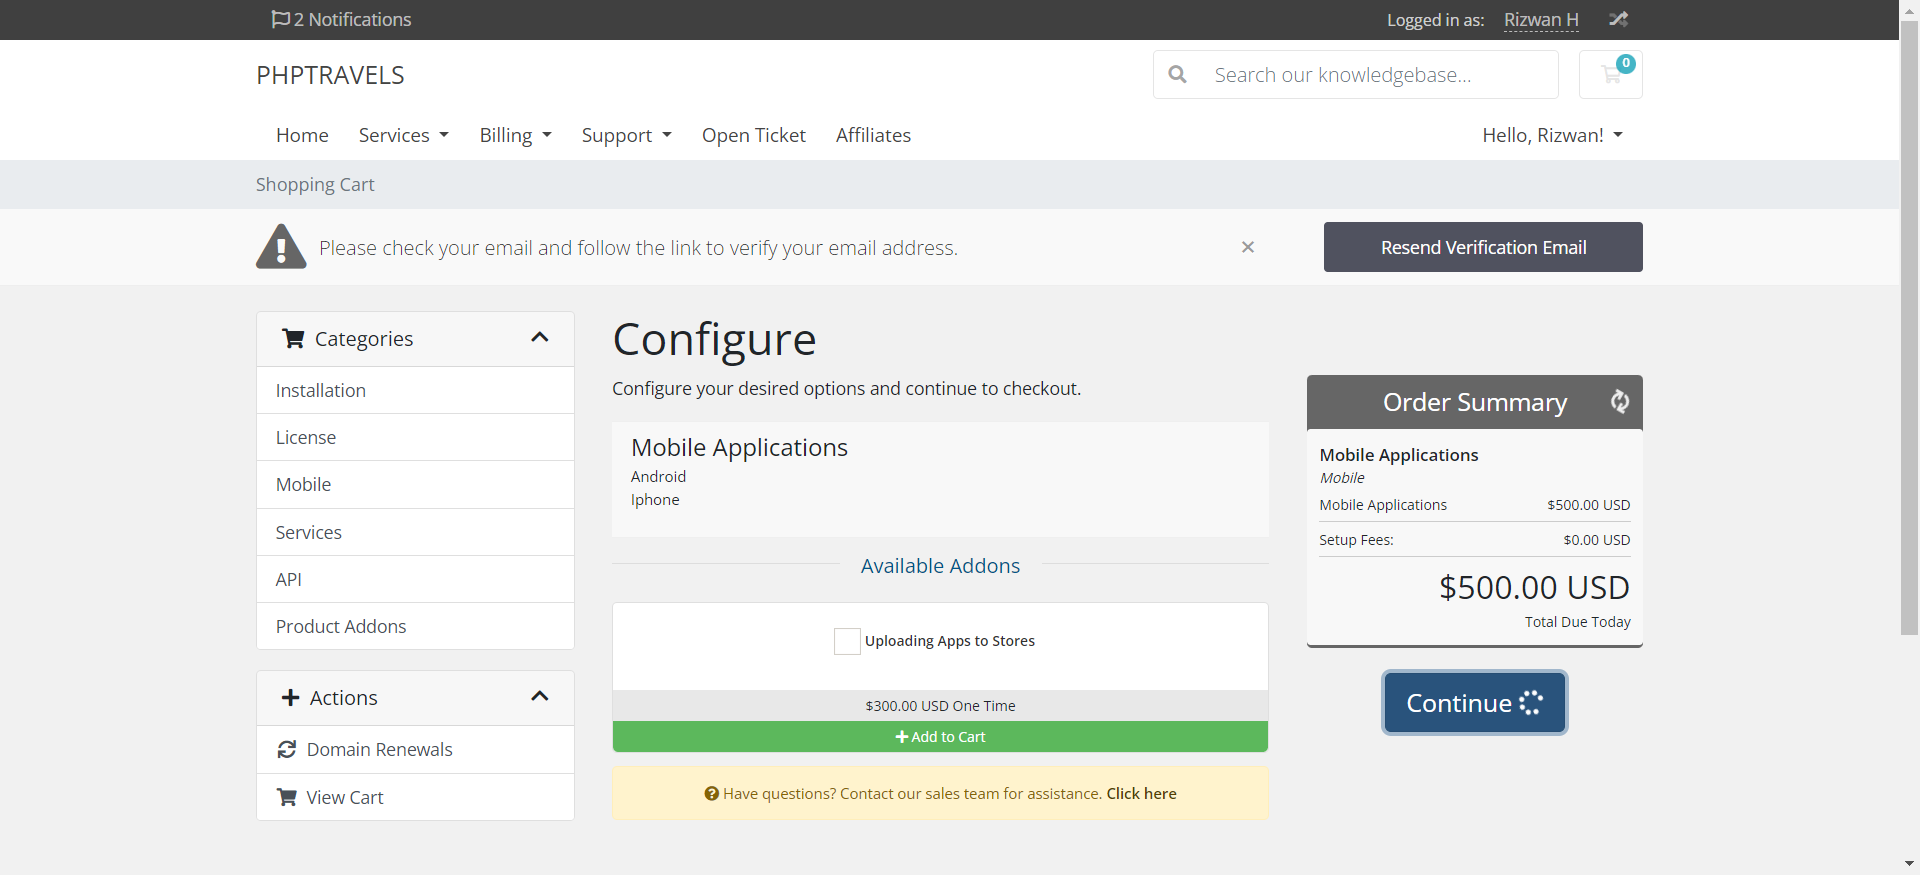 2 Notifications
Logged in as: Rizwan H
PHPTRAVELS
Search our knowledgebase...
0
Home Services Billing Support Open Ticket Affiliates
Hello, Rizwan!
Shopping Cart
Please check your email and follow the link to verify your email address.
×
Resend Verification Email
Categories
Installation
License
Mobile
Services
API
Product Addons
Actions
Domain Renewals
View Cart
Configure
Configure your desired options and continue to checkout.
Mobile Applications
Android
Iphone
Available Addons
Uploading Apps to Stores
$300.00 USD One Time
Add to Cart
Have questions? Contact our sales team for assistance. Click here
Order Summary
Mobile Applications
Mobile
Mobile Applications $500.00 USD
Setup Fees: $0.00 USD
$500.00 USD
Total Due Today
Continue